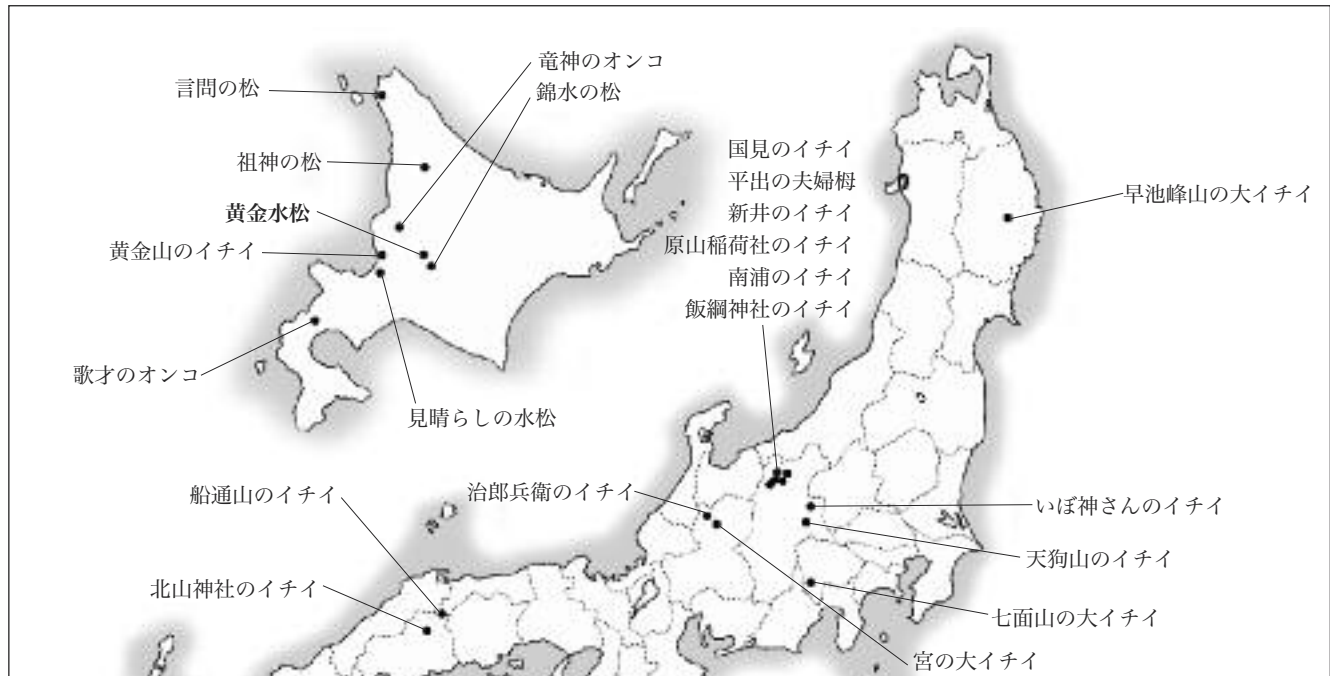 竜神のオンコ
言問の松
錦水の松
国見のイチイ
祖神の松
平出の夫婦栂
早池峰山の大イチイ
黄金水松
新井のイチイ
黄金山のイチイ
原山稲荷社のイチイ
南浦のイチイ
飯綱神社のイチイ
歌才のオンコ
見晴らしの水松
船通山のイチイ
治郎兵衛のイチイ
いぼ神さんのイチイ
天狗山のイチイ
北山神社のイチイ
七面山の大イチイ
宮の大イチイ